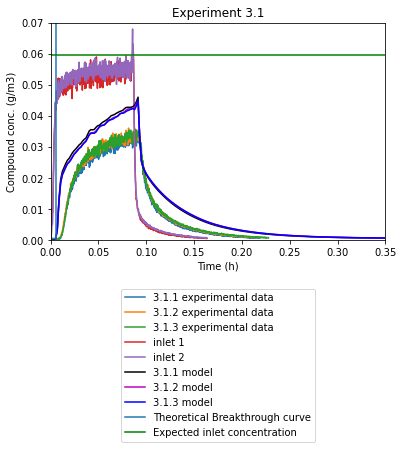 Experiment 3.1
0.07
0.06
0.05
0.04
0.03
0.02
0.01
0.00
Compound conc. (g/m3)
0.00 0.05 0.10 0.15 0.20 0.25 0.30 0.35
Time (h)
3.1.1 experimental data
3.1.2 experimental data
3.1.3 experimental data
inlet 1
inlet 2
3.1.1 model
3.1.2 model
3.1.3 model
Theoretical Breakthrough curve
Expected inlet concentration